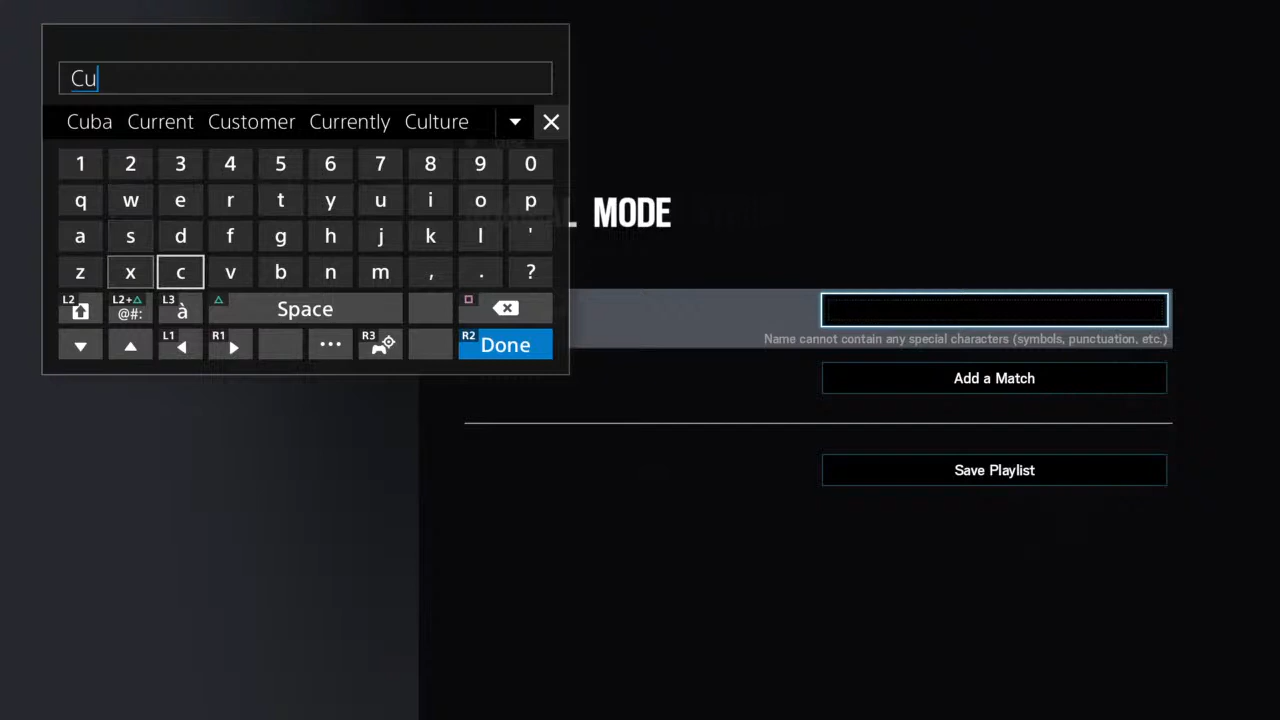 Cu
Cuba Current Customer Currently Culture
1 2 3 4 5 6 7 8 9 0
q w e r t y u i o p
a s d f g h j k l '
z x c v b n m , . ?
L2 L2+△ @#: L3 à △ Space □
L1 R1 ... R3 R2 Done
MODE
Name cannot contain any special characters (symbols, punctuation, etc.)
Add a Match
Save Playlist